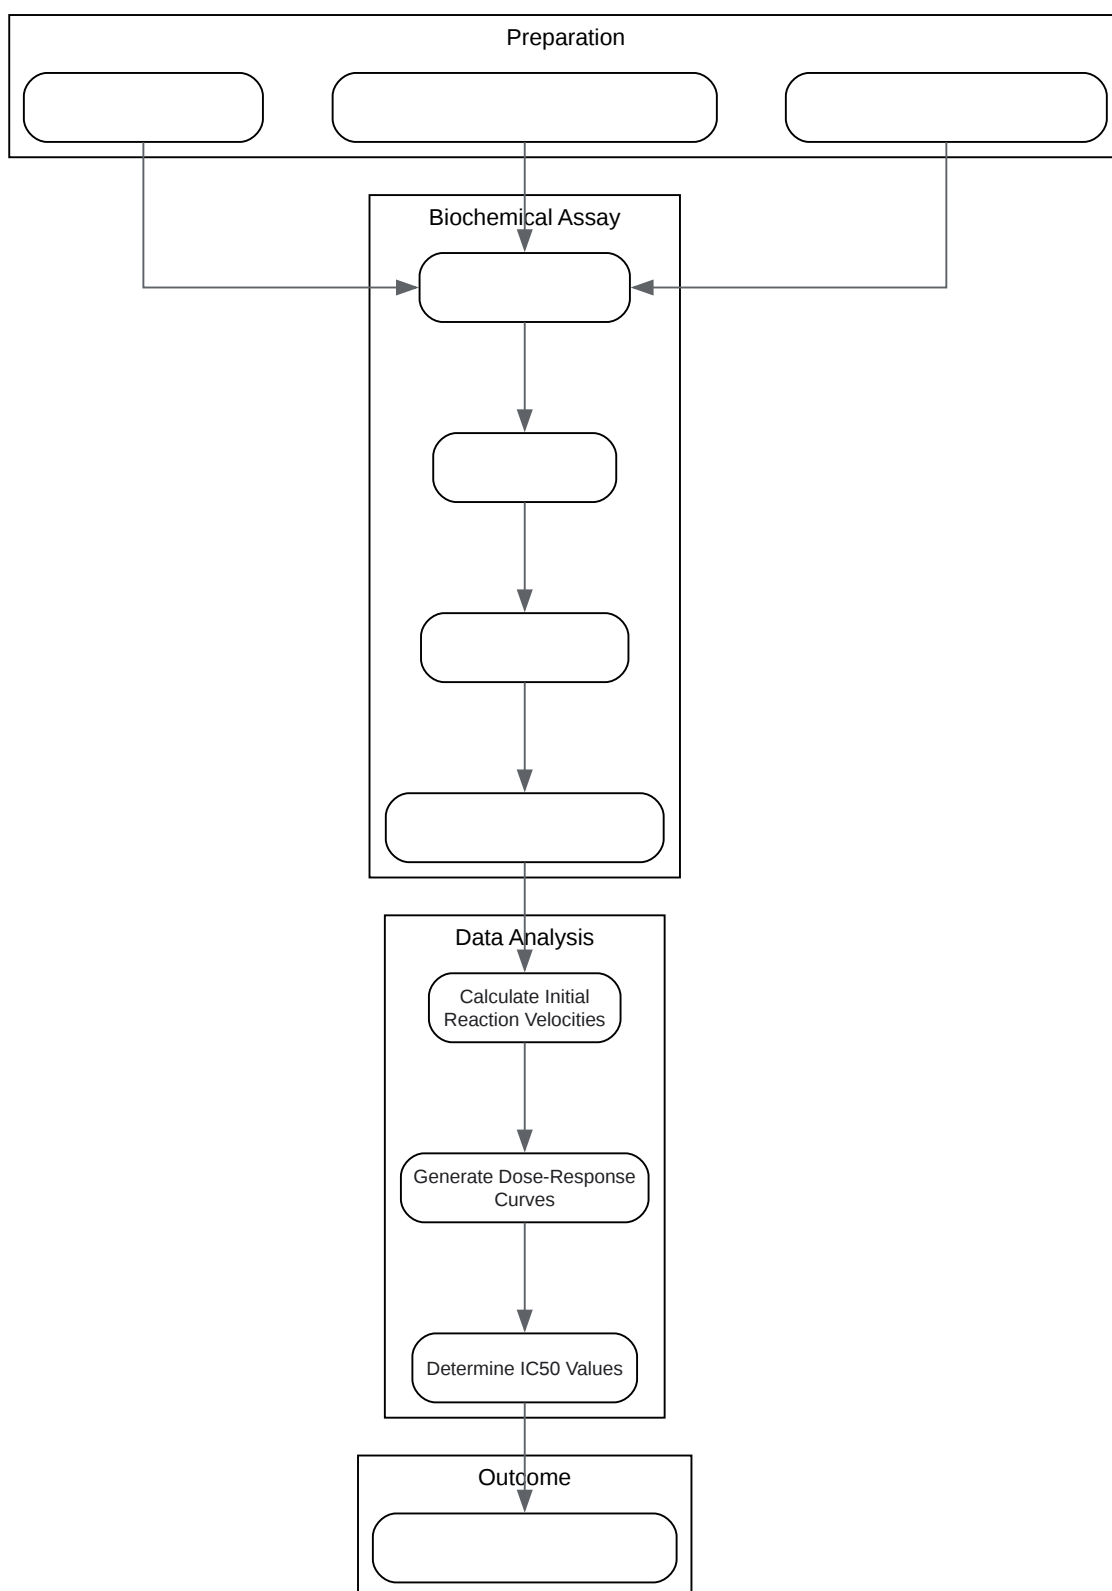 Preparation
Biochemical Assay
Data Analysis
Calculate Initial
Reaction Velocities
Generate Dose-Response
Curves
Determine IC50 Values
Outcome